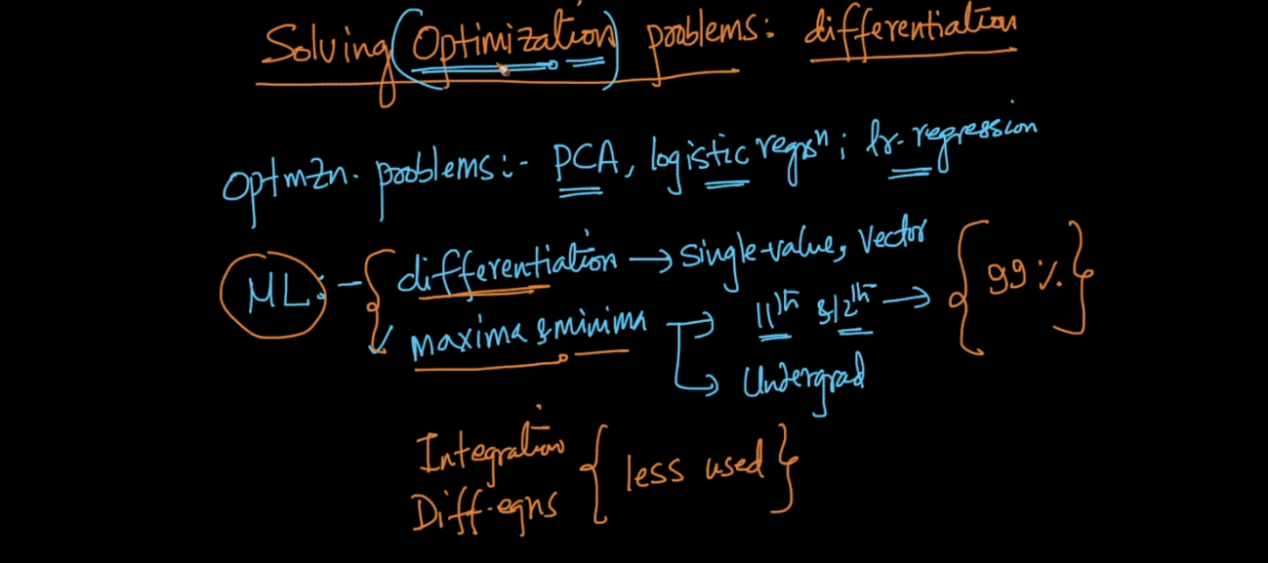 Solving (Optimization) problems: differentiation
Optmzn. problems:- PCA, logistic regrsn; lr-regression
ML: - { differentiation → single-value, vector
maxima & minima → 11th & 12th → { 99% }
→ Undergrad
Integration
Diff-eqns { less used }